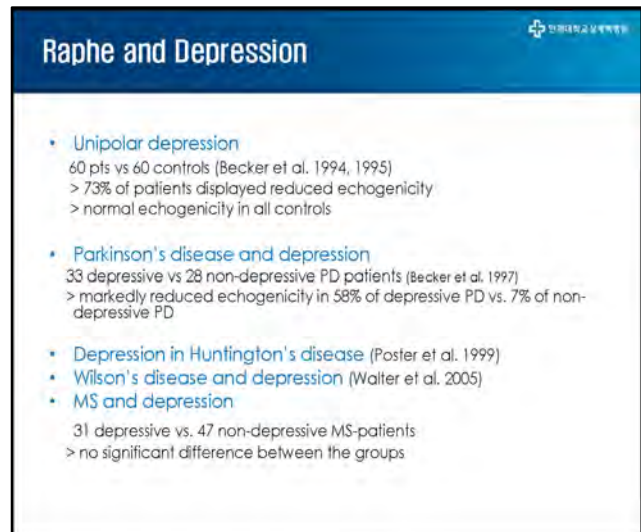 Raphe and Depression
• Unipolar depression
60 pts vs 60 controls (Becker et al. 1994, 1995)
> 73% of patients displayed reduced echogenicity
> normal echogenicity in all controls
• Parkinson's disease and depression
33 depressive vs 28 non-depressive PD patients (Becker et al. 1997)
> markedly reduced echogenicity in 58% of depressive PD vs. 7% of non-
depressive PD
• Depression in Huntington's disease (Poster et al. 1999)
• Wilson's disease and depression (Walter et al. 2005)
• MS and depression
31 depressive vs. 47 non-depressive MS-patients
> no significant difference between the groups